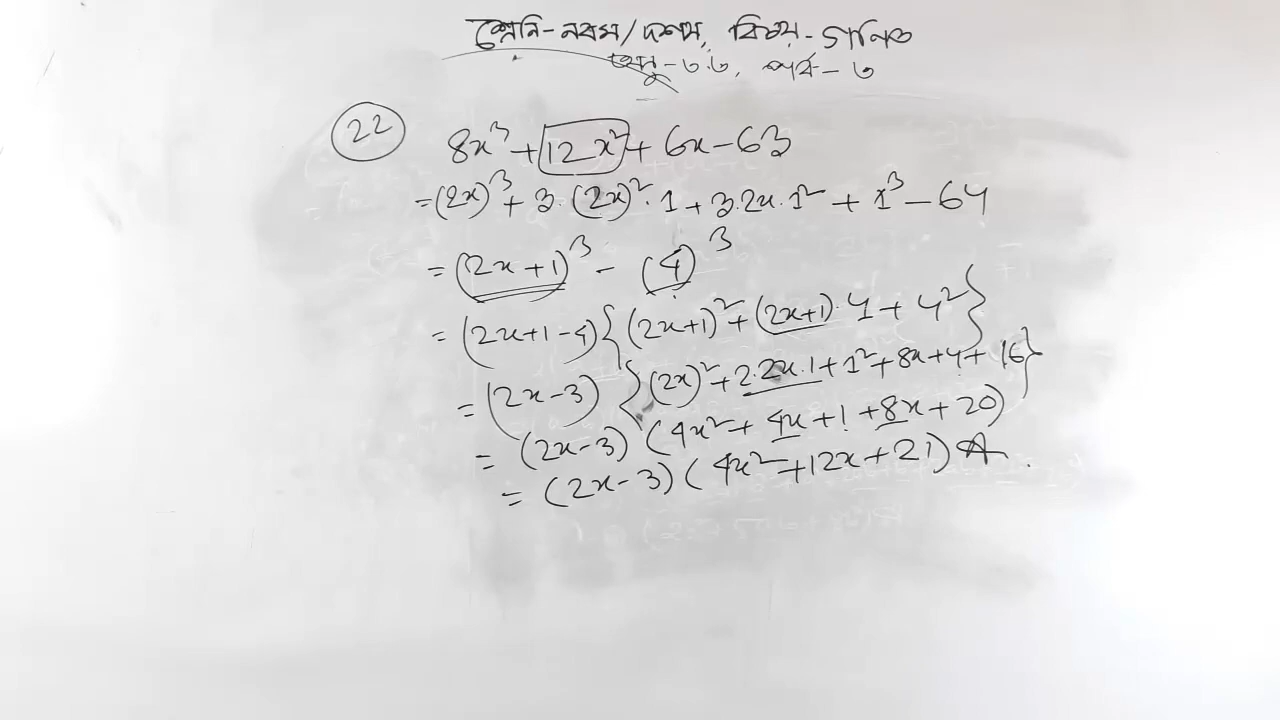 শ্রেনি-নবম/দশম, বিষয়-গণিত
অনু-৩.৩, পর্ব-৩
22
8x³ + 12x² + 6x - 63
= (2x)³ + 3.(2x)².1 + 3.2x.1² + 1³ - 64
= (2x+1)³ - (4)³
= (2x+1-4){(2x+1)² + (2x+1).4 + 4²}
= (2x-3) {(2x)² + 2.2x.1 + 1² + 8x + 4 + 16}
= (2x-3) (4x² + 4x + 1 + 8x + 20)
= (2x-3) (4x² + 12x + 21) A.